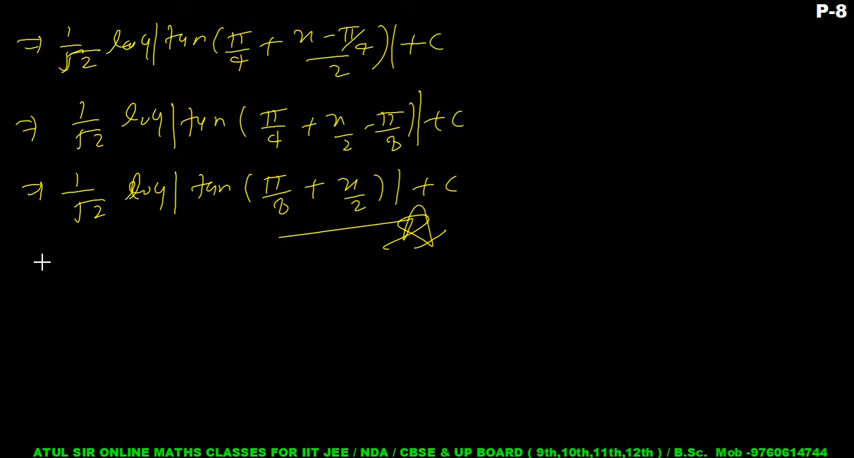 P-8
⇒ 1/√2 log|tan(π/4 + (x - π/4)/2)| + C
⇒ 1/√2 log|tan(π/4 + x/2 - π/8)| + C
⇒ 1/√2 log|tan(π/8 + x/2)| + C
ATUL SIR ONLINE MATHS CLASSES FOR IIT JEE / NDA / CBSE & UP BOARD ( 9th,10th,11th,12th ) / B.Sc. Mob -9760614744